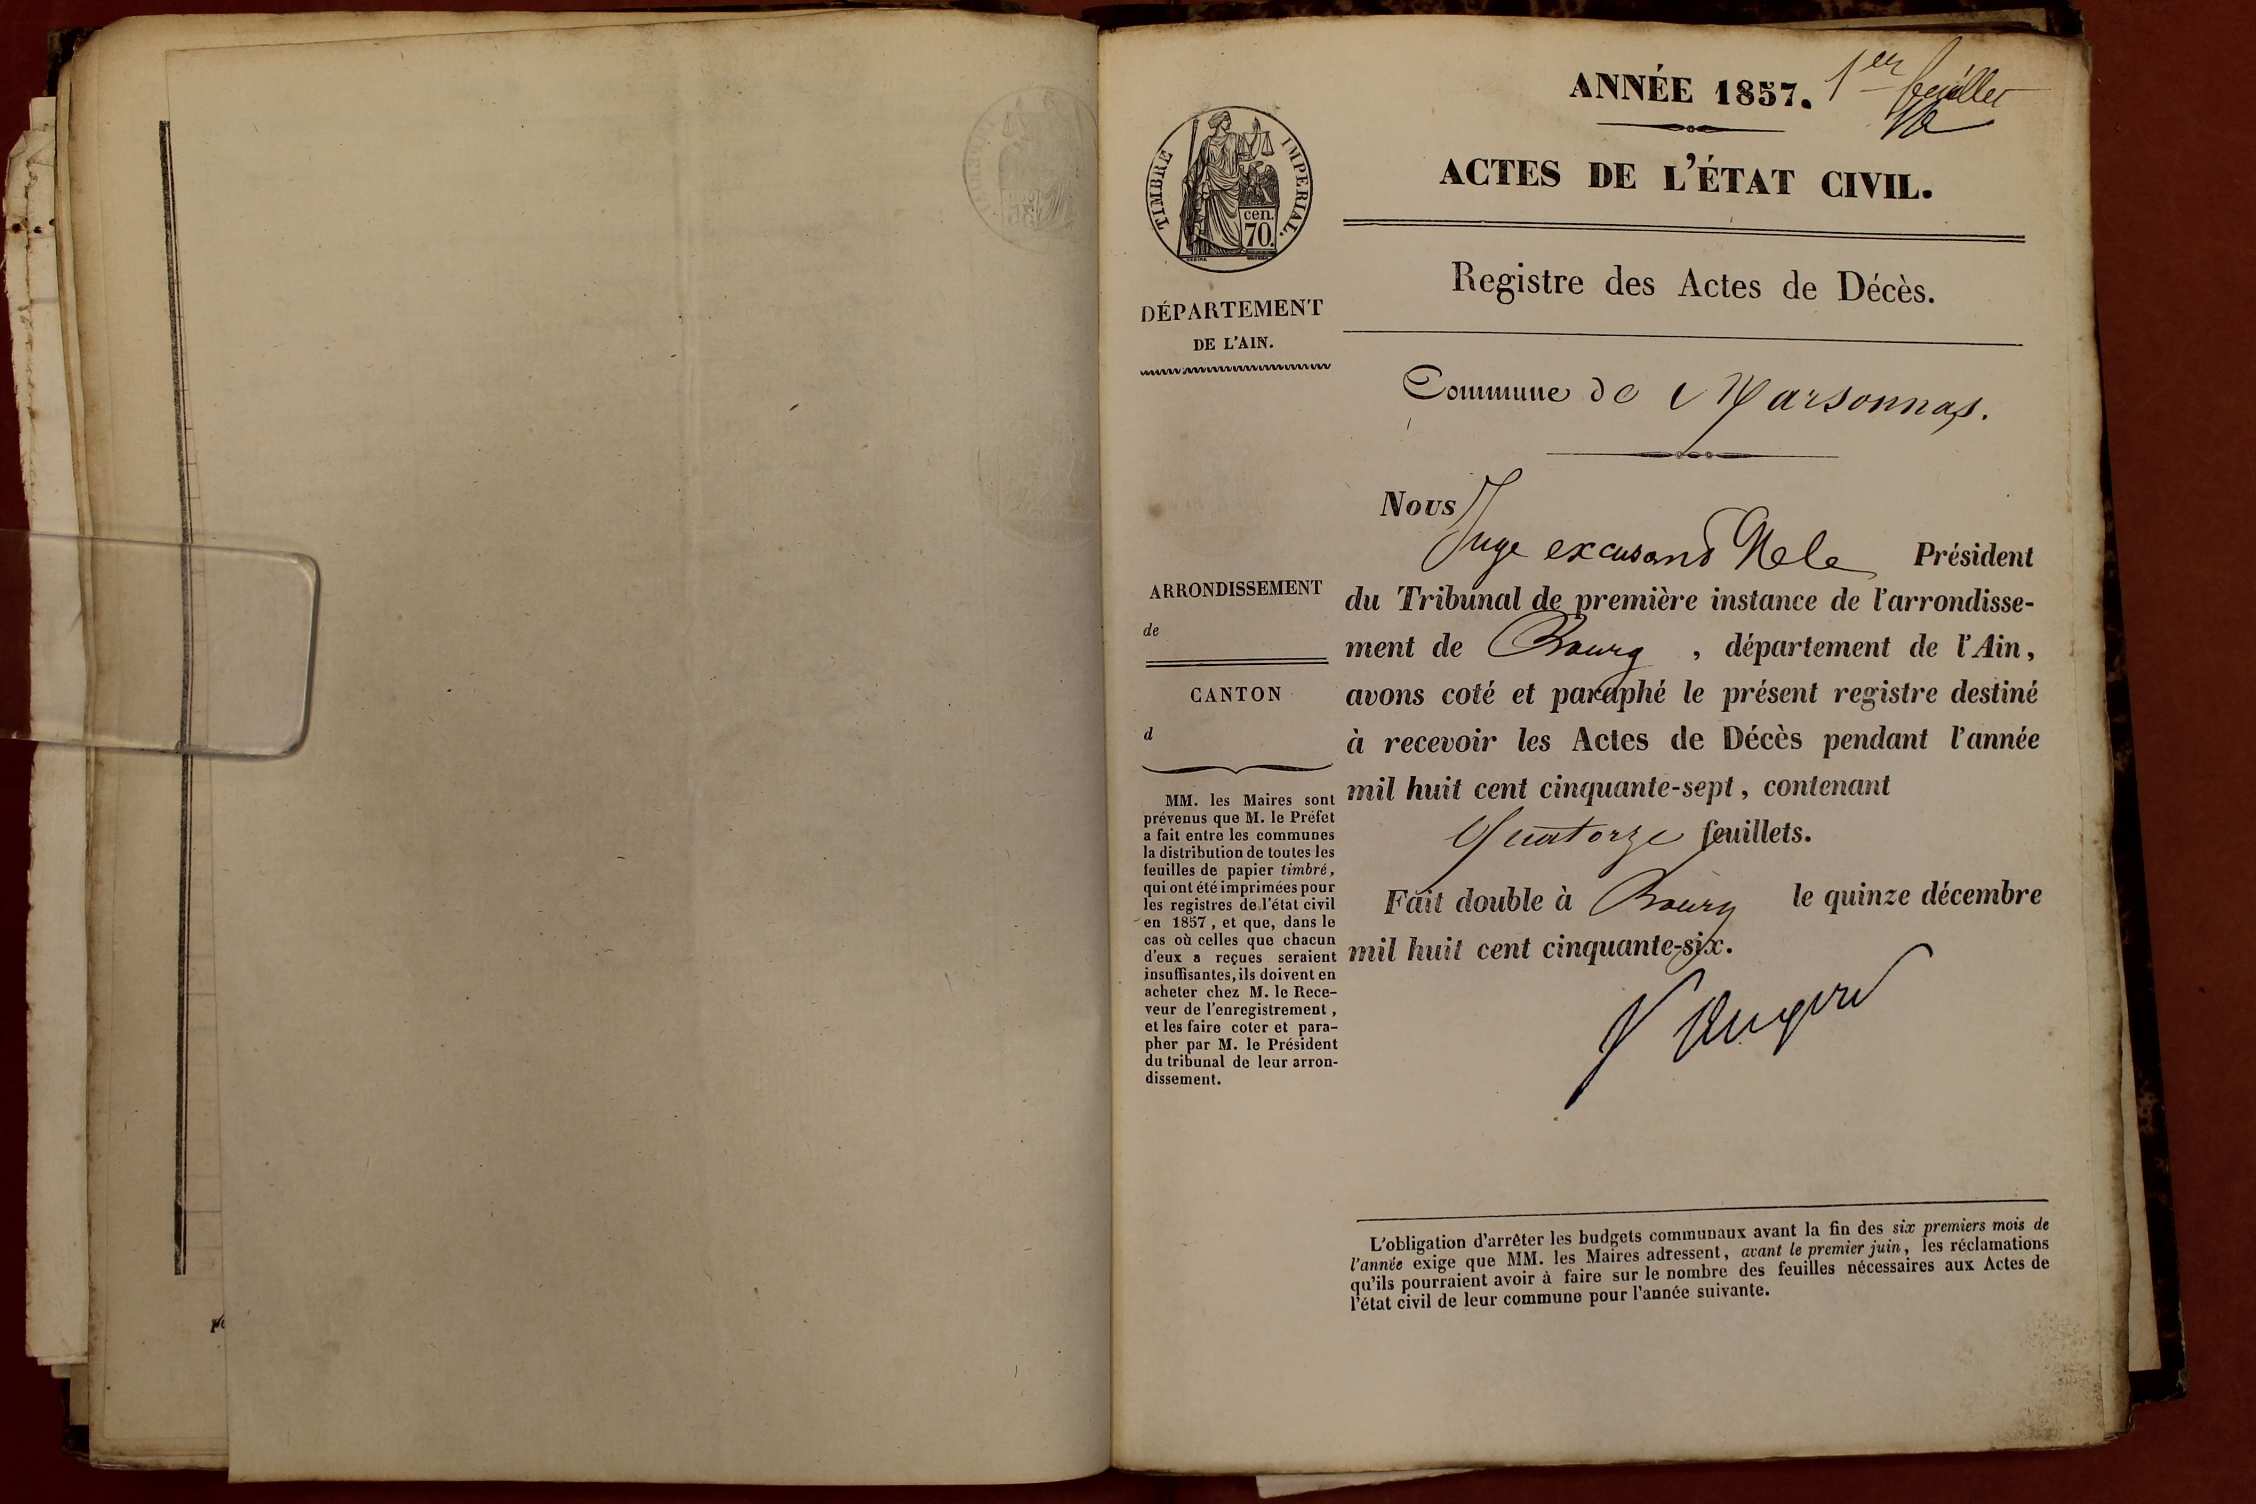 ANNÉE 1857.
1er feuillet
ACTES DE L'ÉTAT CIVIL.
TIMBRE IMPERIAL.
cen.
70.
Registre des Actes de Décès.
DÉPARTEMENT
DE L'AIN.
Commune de Marsonnas.
Nous
Juge excusant Mr le Président
du Tribunal de première instance de l'arrondisse-
ment de Bourg, département de l'Ain,
avons coté et paraphé le présent registre destiné
à recevoir les Actes de Décès pendant l'année
mil huit cent cinquante-sept, contenant
Quatorze feuillets.
Fait double à Bourg le quinze décembre
mil huit cent cinquante-six.
ARRONDISSEMENT
de
CANTON
d
MM. les Maires sont
prévenus que M. le Préfet
a fait entre les communes
la distribution de toutes les
feuilles de papier timbré,
qui ont été imprimées pour
les registres de l'état civil
en 1857, et que, dans le
cas où celles que chacun
d'eux a reçues seraient
insuffisantes, ils doivent en
acheter chez M. le Rece-
veur de l'enregistrement,
et les faire coter et para-
pher par M. le Président
du tribunal de leur arron-
dissement.
L'obligation d'arrêter les budgets communaux avant la fin des six premiers mois de
l'année exige que MM. les Maires adressent, avant le premier juin, les réclamations
qu'ils pourraient avoir à faire sur le nombre des feuilles nécessaires aux Actes de
l'état civil de leur commune pour l'année suivante.